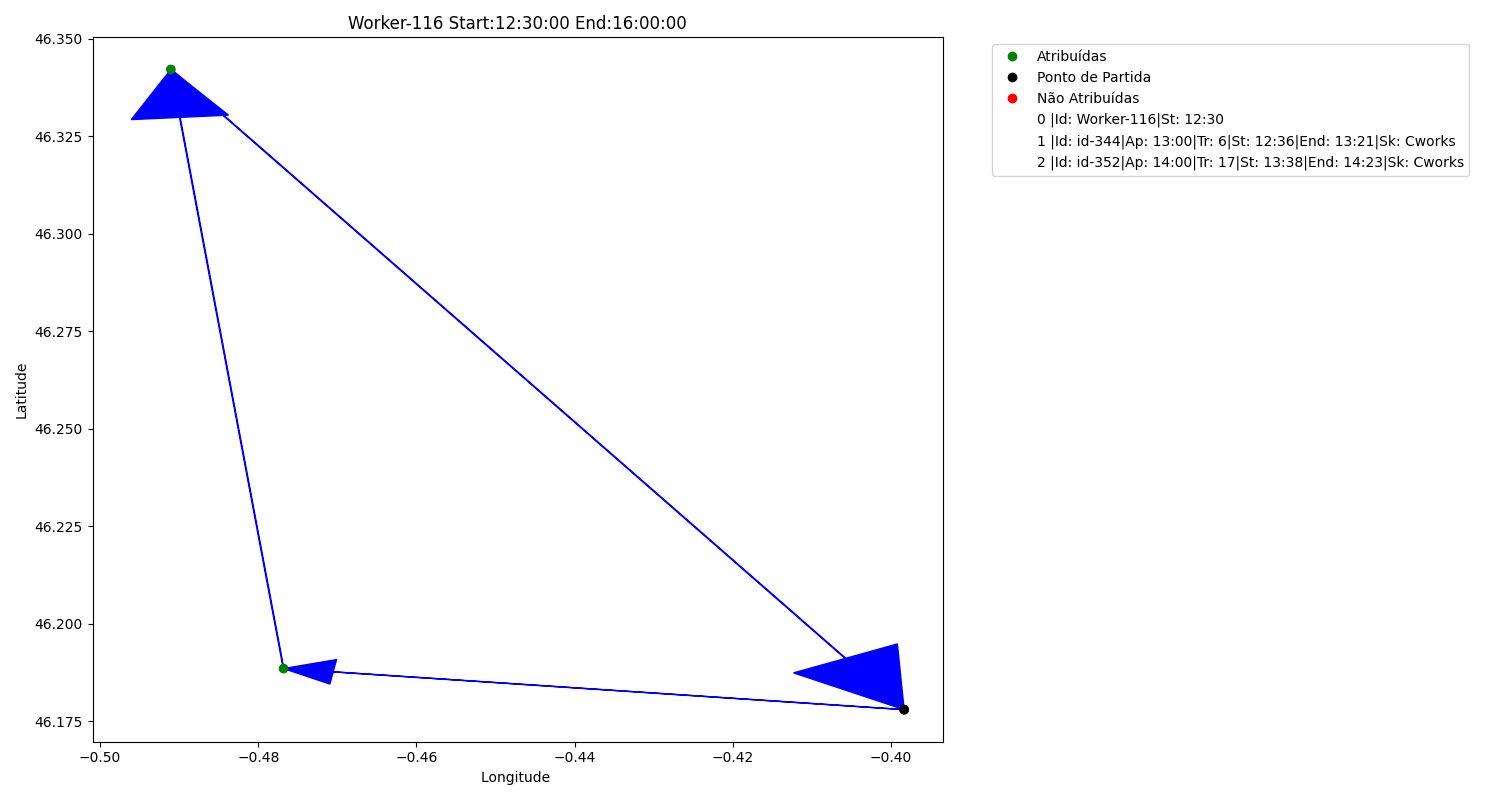 Worker-116 Start:12:30:00 End:16:00:00
46.350
46.325
46.300
46.275
46.250
46.225
46.200
46.175
Latitude
−0.50
−0.48
−0.46
−0.44
−0.42
−0.40
Longitude
Atribuídas
Ponto de Partida
Não Atribuídas
0 |Id: Worker-116|St: 12:30
1 |Id: id-344|Ap: 13:00|Tr: 6|St: 12:36|End: 13:21|Sk: Cworks
2 |Id: id-352|Ap: 14:00|Tr: 17|St: 13:38|End: 14:23|Sk: Cworks